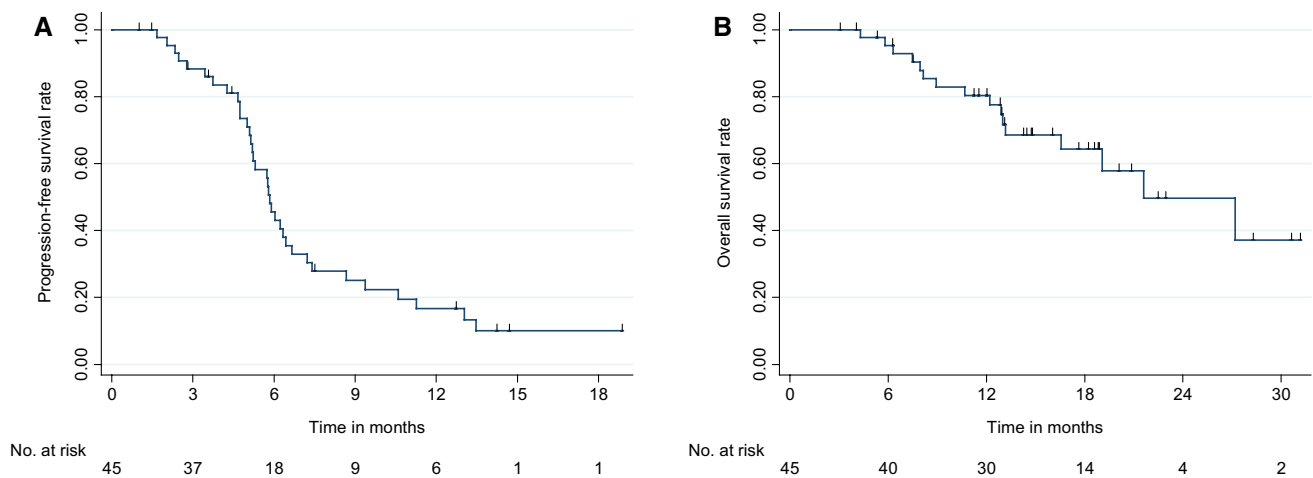 A
Progression-free survival rate
1.00
0.80
0.60
0.40
0.20
0.00
0 3 6 9 12 15 18
Time in months
No. at risk
45 37 18 9 6 1 1
B
Overall survival rate
1.00
0.80
0.60
0.40
0.20
0.00
0 6 12 18 24 30
Time in months
No. at risk
45 40 30 14 4 2